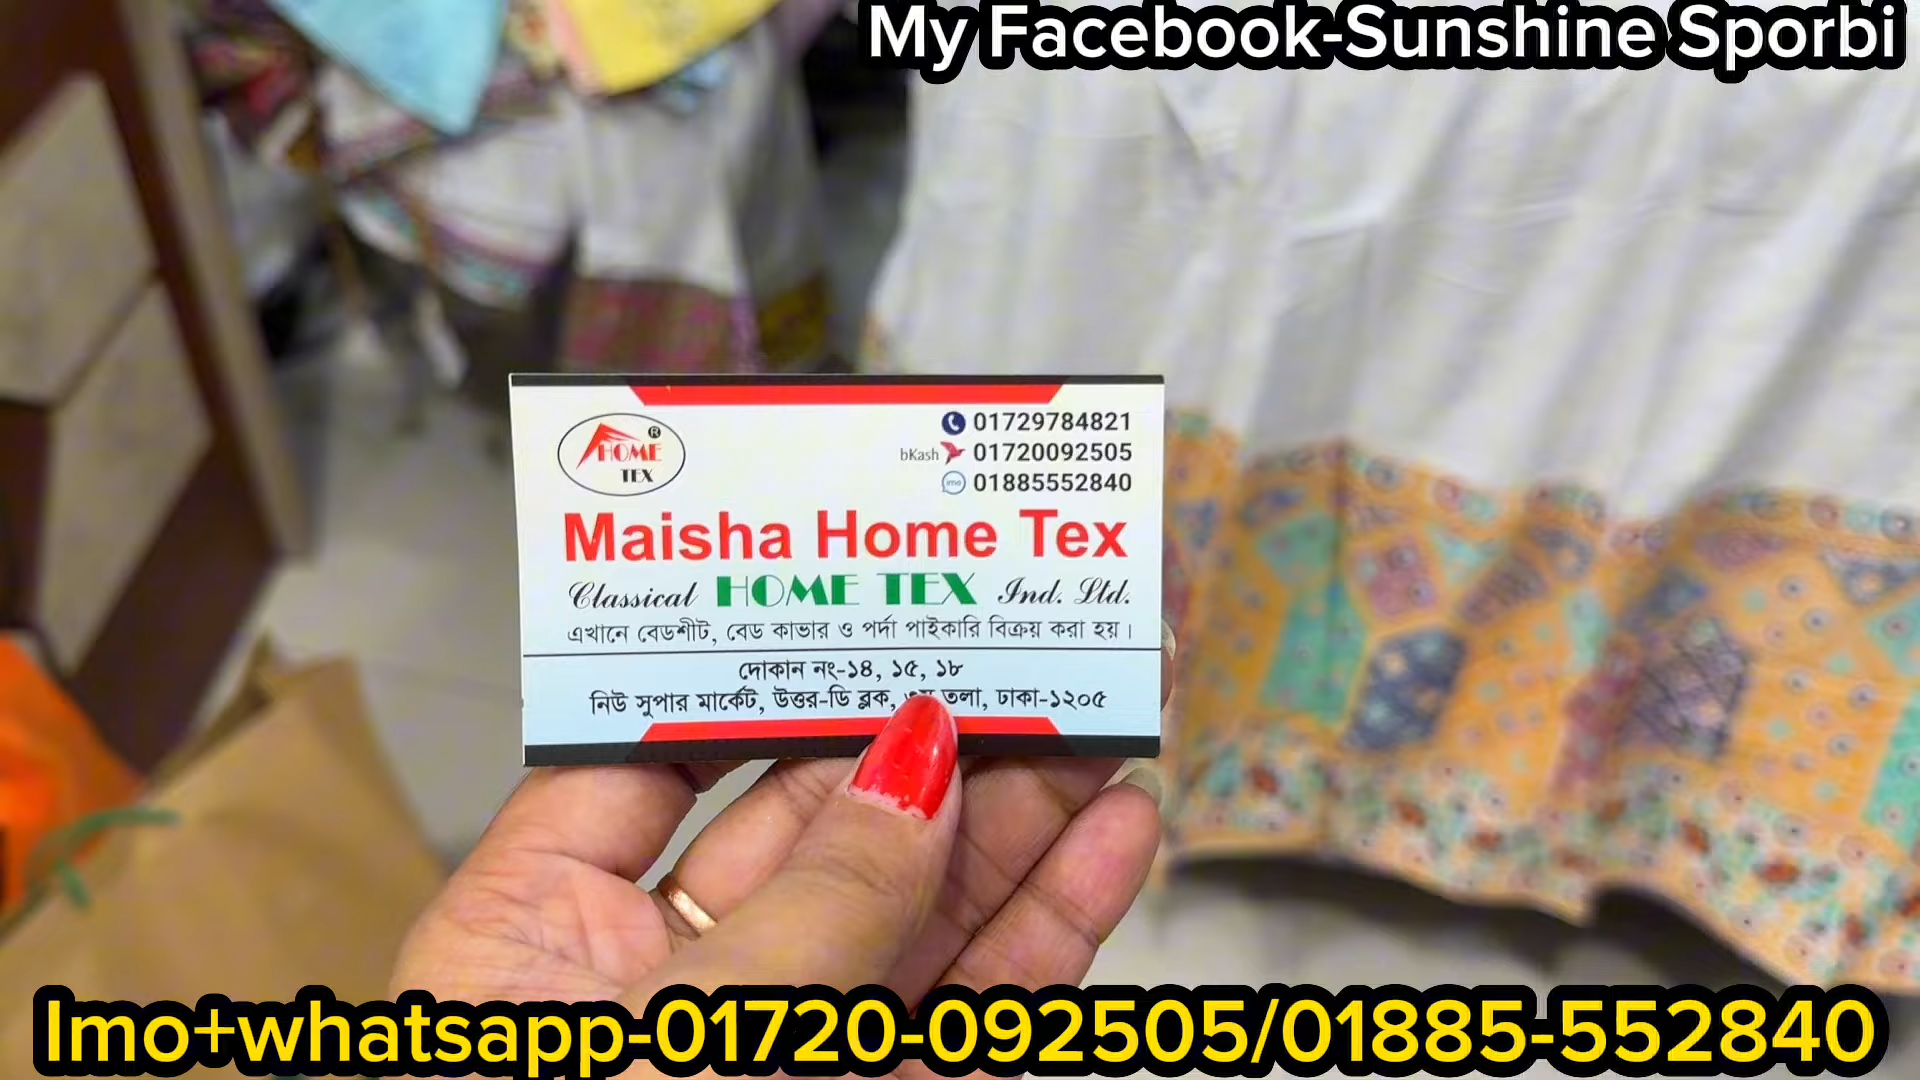 My Facebook-Sunshine Sporbi
HOME
TEX
®
01729784821
bKash 01720092505
imo 01885552840
Maisha Home Tex
Classical HOME TEX Ind. Ltd.
এখানে বেডশীট, বেড কাভার ও পর্দা পাইকারি বিক্রয় করা হয়।
দোকান নং-১৪, ১৫, ১৮
নিউ সুপার মার্কেট, উত্তর-ডি ব্লক, তলা, ঢাকা-১২০৫
Imo+whatsapp-01720-092505/01885-552840